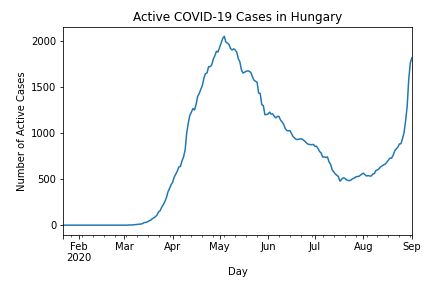 Active COVID-19 Cases in Hungary
Number of Active Cases
2000
1500
1000
500
0
Feb Mar Apr May Jun Jul Aug Sep
2020
Day